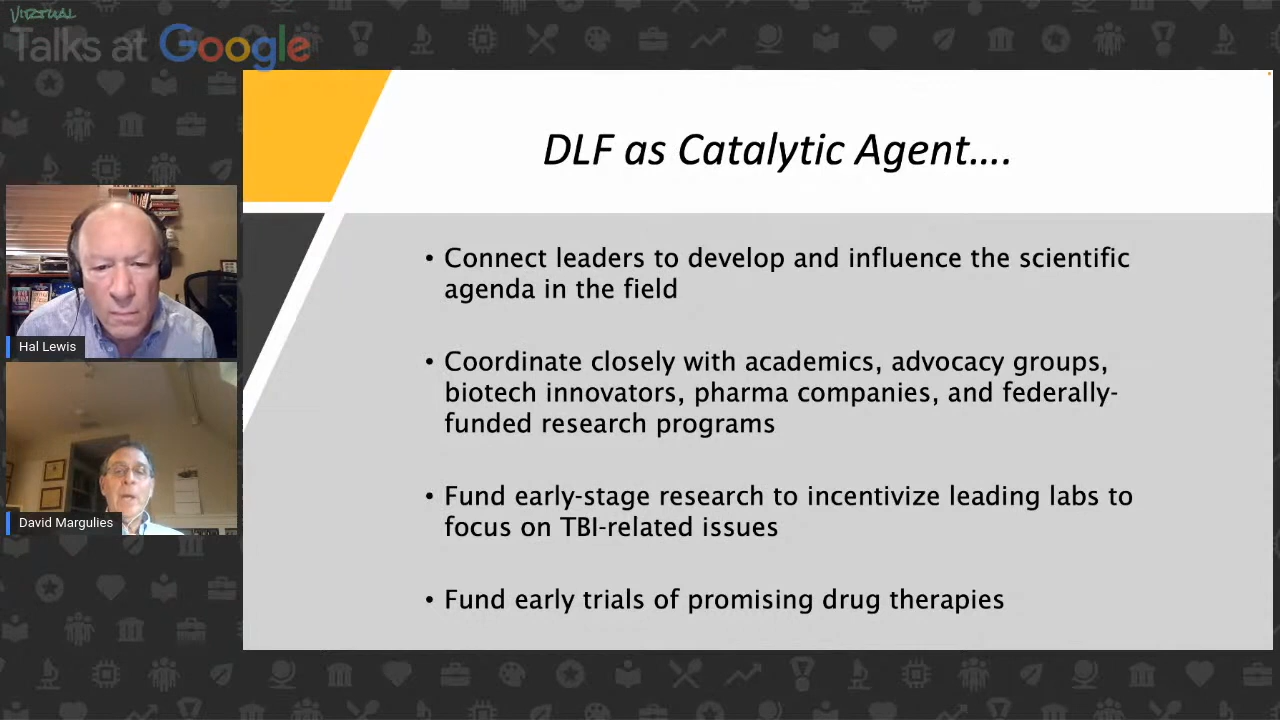 VIRTUAL
Talks at Google
DLF as Catalytic Agent....
• Connect leaders to develop and influence the scientific
agenda in the field
• Coordinate closely with academics, advocacy groups,
biotech innovators, pharma companies, and federally-
funded research programs
• Fund early-stage research to incentivize leading labs to
focus on TBI-related issues
• Fund early trials of promising drug therapies
Hal Lewis
David Margulies